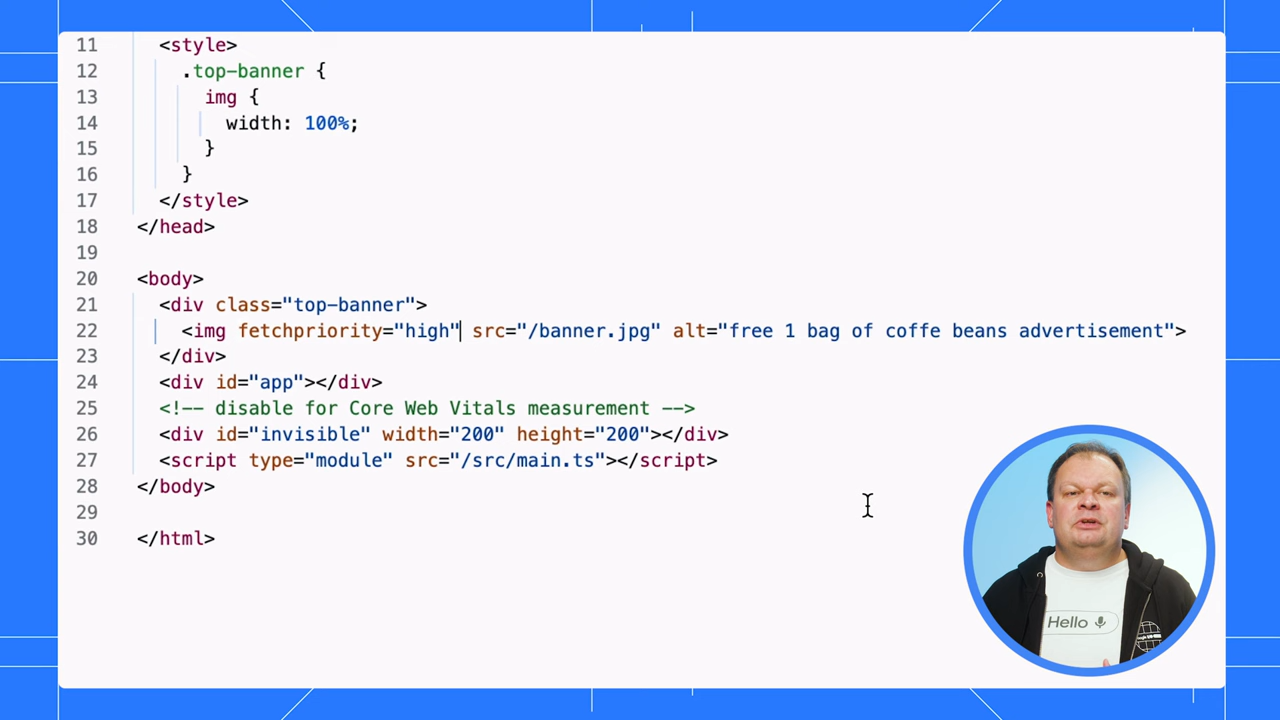 11 <style>
12 .top-banner {
13 img {
14 width: 100%;
15 }
16 }
17 </style>
18 </head>
19
20 <body>
21 <div class="top-banner">
22 <img fetchpriority="high" src="/banner.jpg" alt="free 1 bag of coffe beans advertisement">
23 </div>
24 <div id="app"></div>
25 <!-- disable for Core Web Vitals measurement -->
26 <div id="invisible" width="200" height="200"></div>
27 <script type="module" src="/src/main.ts"></script>
28 </body>
29
30 </html>
Hello